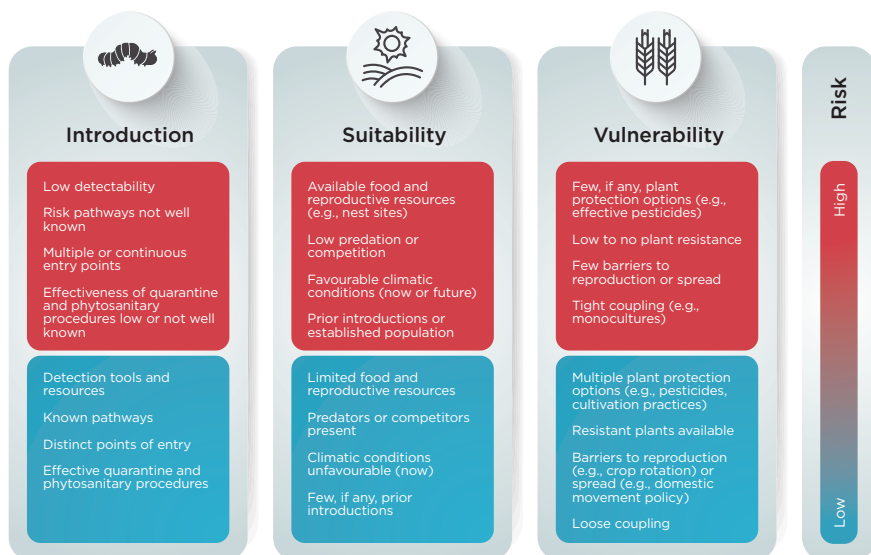 Introduction
Low detectability
Risk pathways not well
known
Multiple or continuous
entry points
Effectiveness of quarantine
and phytosanitary
procedures low or not well
known
Detection tools and
resources
Known pathways
Distinct points of entry
Effective quarantine and
phytosanitary procedures
Suitability
Available food and
reproductive resources
(e.g., nest sites)
Low predation or
competition
Favourable climatic
conditions (now or future)
Prior introductions or
established population
Limited food and
reproductive resources
Predators or competitors
present
Climatic conditions
unfavourable (now)
Few, if any, prior
introductions
Vulnerability
Few, if any, plant
protection options (e.g.,
effective pesticides)
Low to no plant resistance
Few barriers to
reproduction or spread
Tight coupling (e.g.,
monocultures)
Multiple plant protection
options (e.g., pesticides,
cultivation practices)
Resistant plants available
Barriers to reproduction
(e.g., crop rotation) or
spread (e.g., domestic
movement policy)
Loose coupling
Risk
High
Low